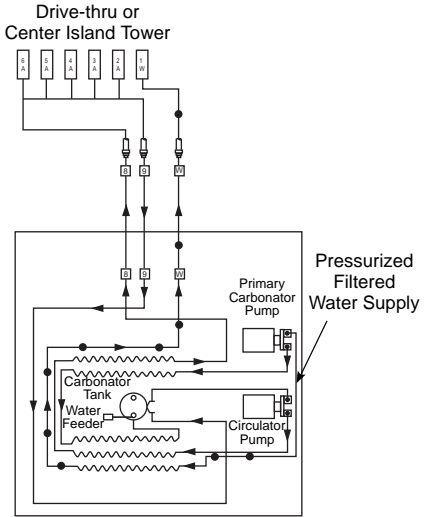 Drive-thru or
Center Island Tower
6 A
5 A
4 A
3 A
2 A
1 W
8
9
W
8
9
W
Pressurized
Filtered
Water Supply
Primary
Carbonator
Pump
Carbonator
Tank
Water
Feeder
Circulator
Pump